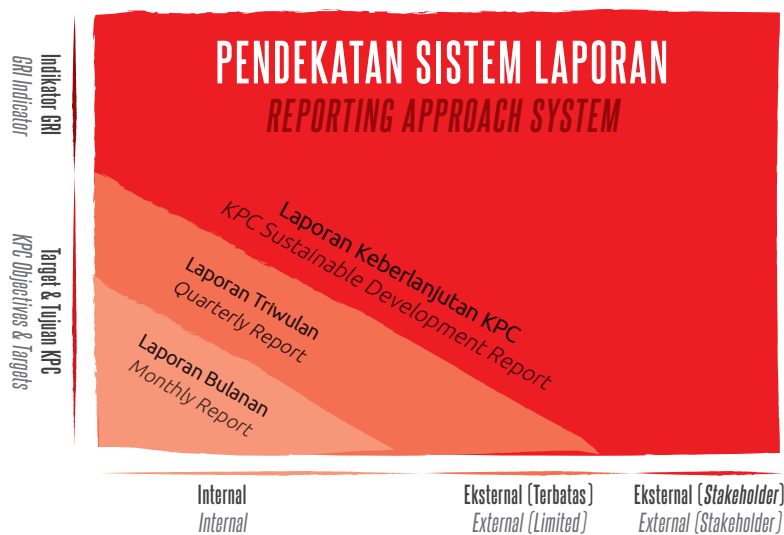 PENDEKATAN SISTEM LAPORAN
REPORTING APPROACH SYSTEM
Indikator GRI
GRI Indicator
Target & Tujuan KPC
KPC Objectives & Targets
Laporan Keberlanjutan KPC
KPC Sustainable Development Report
Laporan Triwulan
Quarterly Report
Laporan Bulanan
Monthly Report
Internal
Internal
Eksternal (Terbatas)
External (Limited)
Eksternal (Stakeholder)
External (Stakeholder)